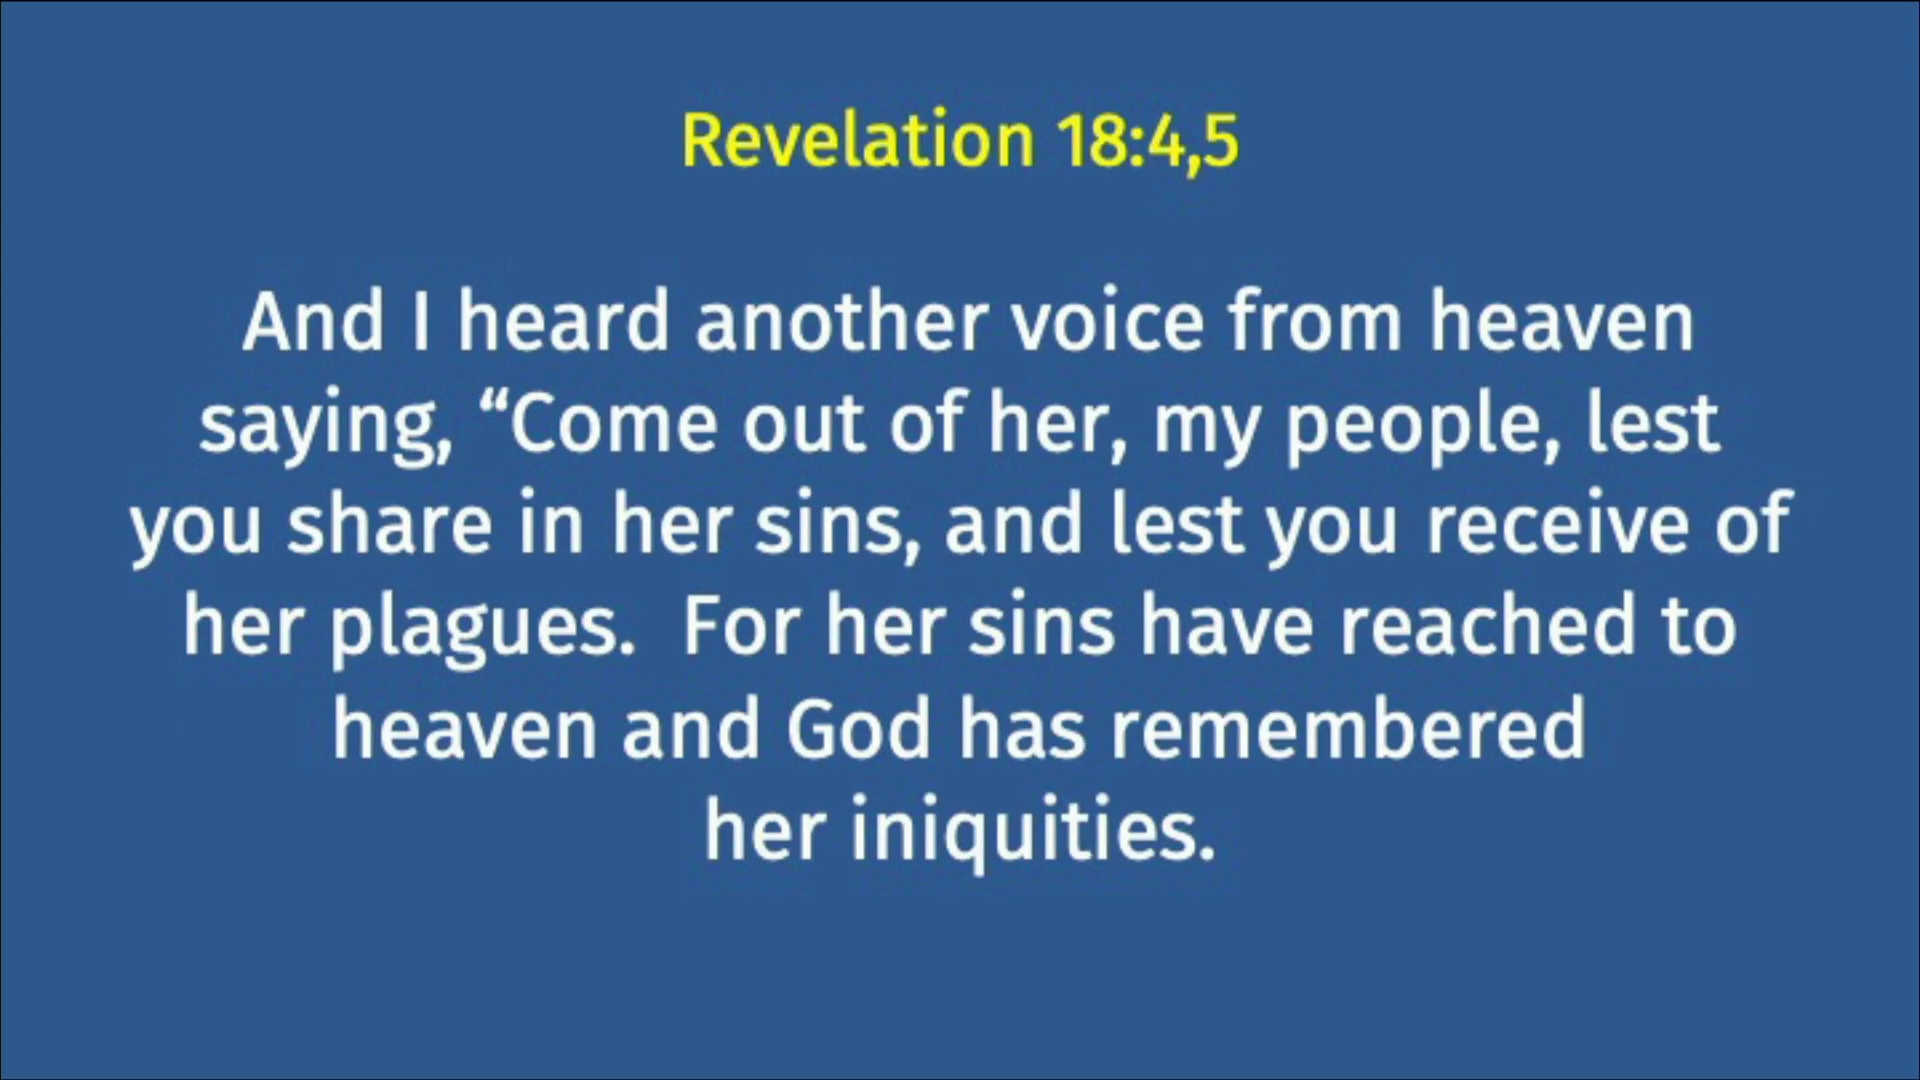 Revelation 18:4,5
And I heard another voice from heaven
saying, “Come out of her, my people, lest
you share in her sins, and lest you receive of
her plagues.  For her sins have reached to
heaven and God has remembered
her iniquities.